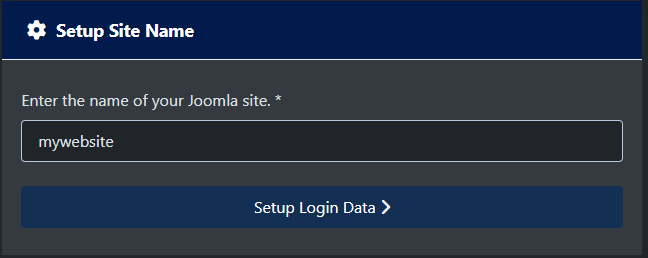 Setup Site Name
Enter the name of your Joomla site. *
mywebsite
Setup Login Data